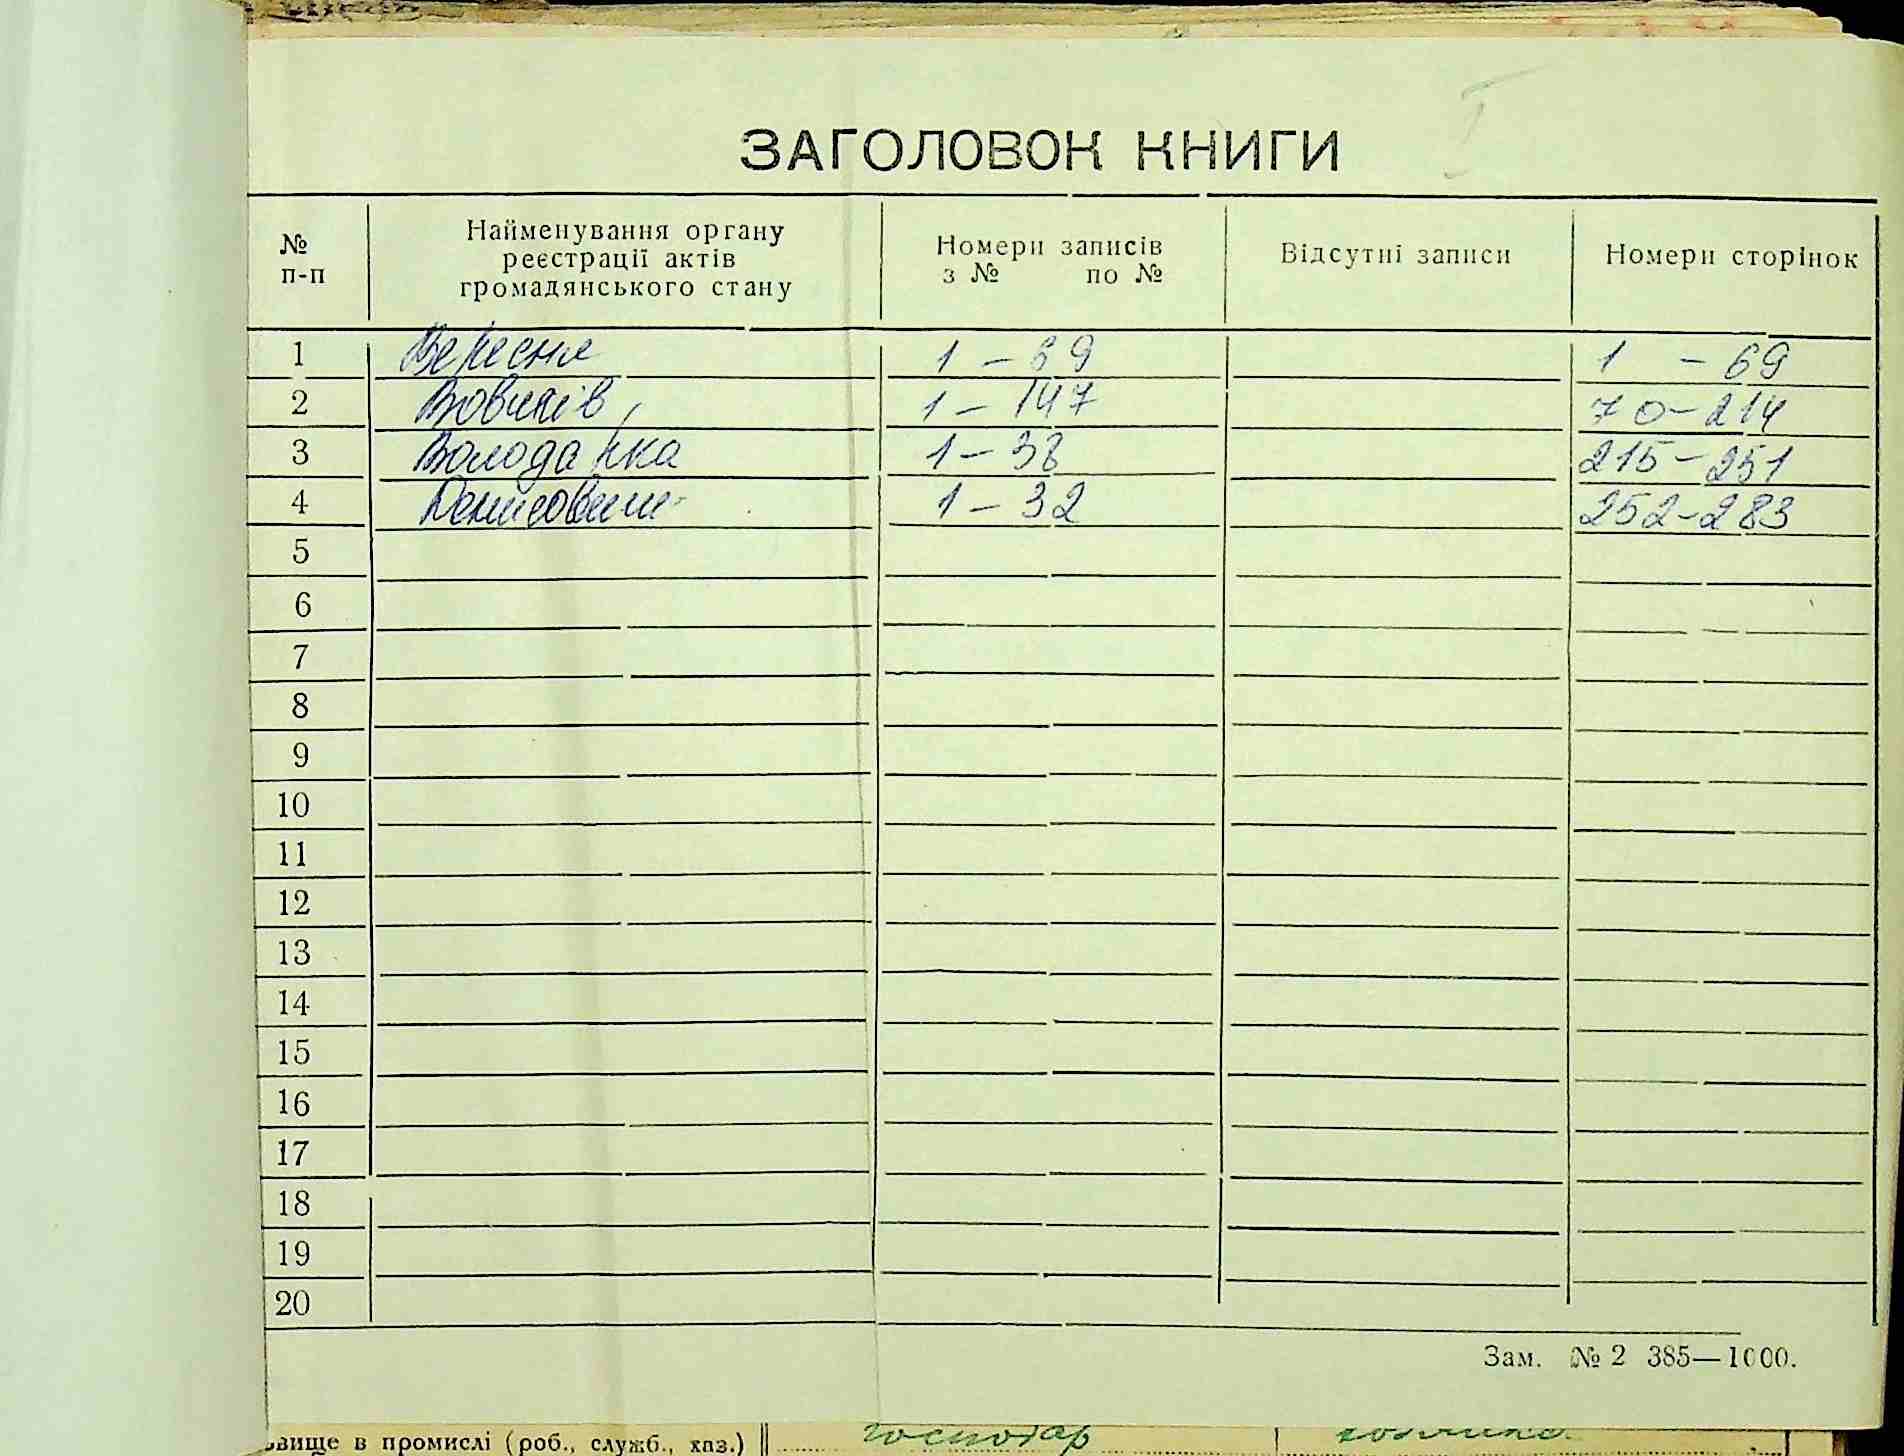 ЗАГОЛОВОК КНИГИ
№ п-п
Найменування органу реєстрації актів громадянського стану
Номери записів з № по №
Відсутні записи
Номери сторінок
1 Вересня 1 – 69 1 – 69
2 Вовчків, 1 – 147 70 – 214
3 Володарка 1 – 38 215 – 251
4 1 – 32 252 – 283
5
6
7
8
9
10
11
12
13
14
15
16
17
18
19
20
Зам. № 2 385—1000.
в промислі (роб., служб., хаз.) господар